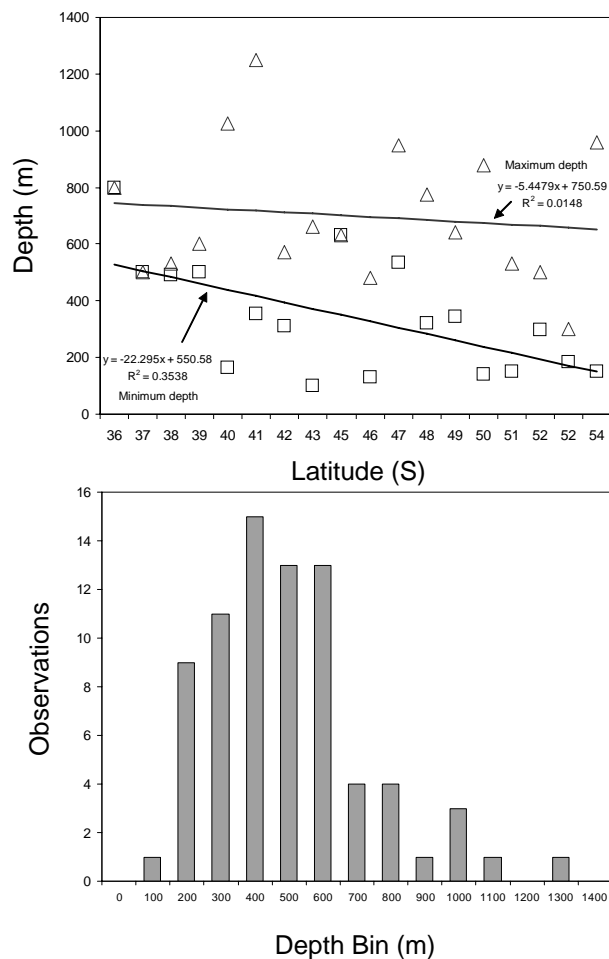 1400
1200
1000
800
600
400
200
0
Depth (m)
Maximum depth
y = -5.4479x + 750.59
R² = 0.0148
y = -22.295x + 550.58
R² = 0.3538
Minimum depth
36 37 38 39 40 41 42 43 45 46 47 48 49 50 51 52 52 54
Latitude (S)
16
14
12
10
8
6
4
2
0
Observations
0 100 200 300 400 500 600 700 800 900 1000 1100 1200 1300 1400
Depth Bin (m)